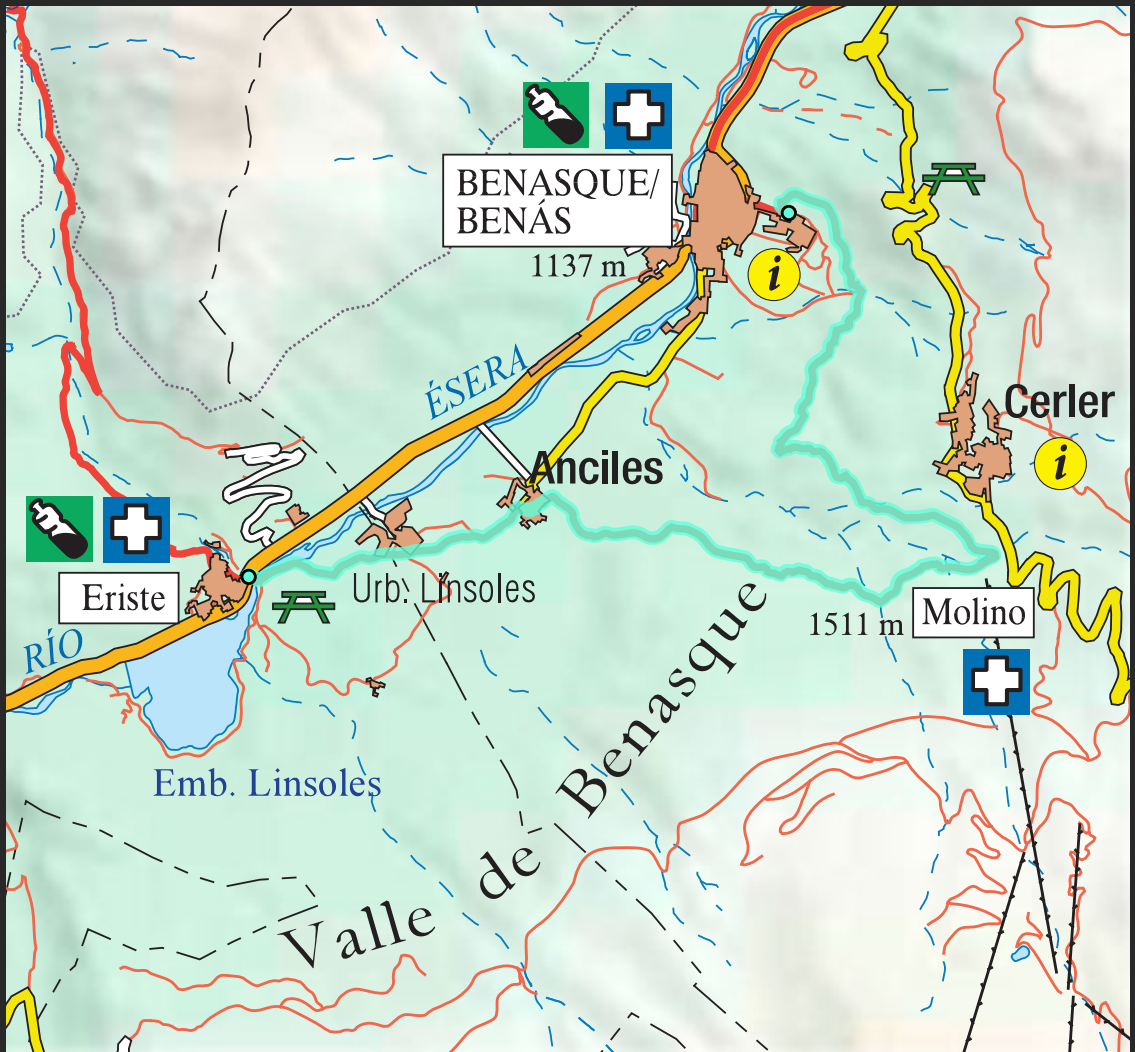 BENASQUE/
BENÁS
1137 m
i
ÉSERA
Cerler
i
Anciles
Eriste
Urb. Linsoles
1511 m
Molino
RÍO
Emb. Linsoles
Valle de Benasque